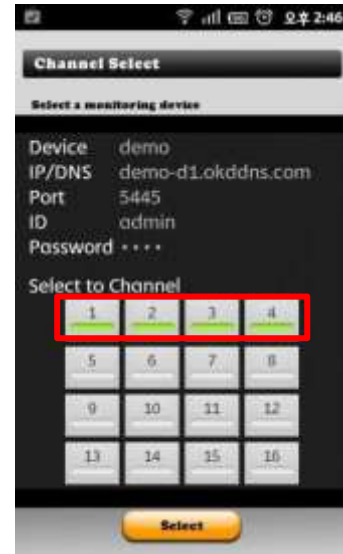 오후 2:46
Channel Select
Select a monitoring device
Device demo
IP/DNS demo-d1.okddns.com
Port 5445
ID admin
Password ••••
Select to Channel
1 2 3 4
5 6 7 8
9 10 11 12
13 14 15 16
Select